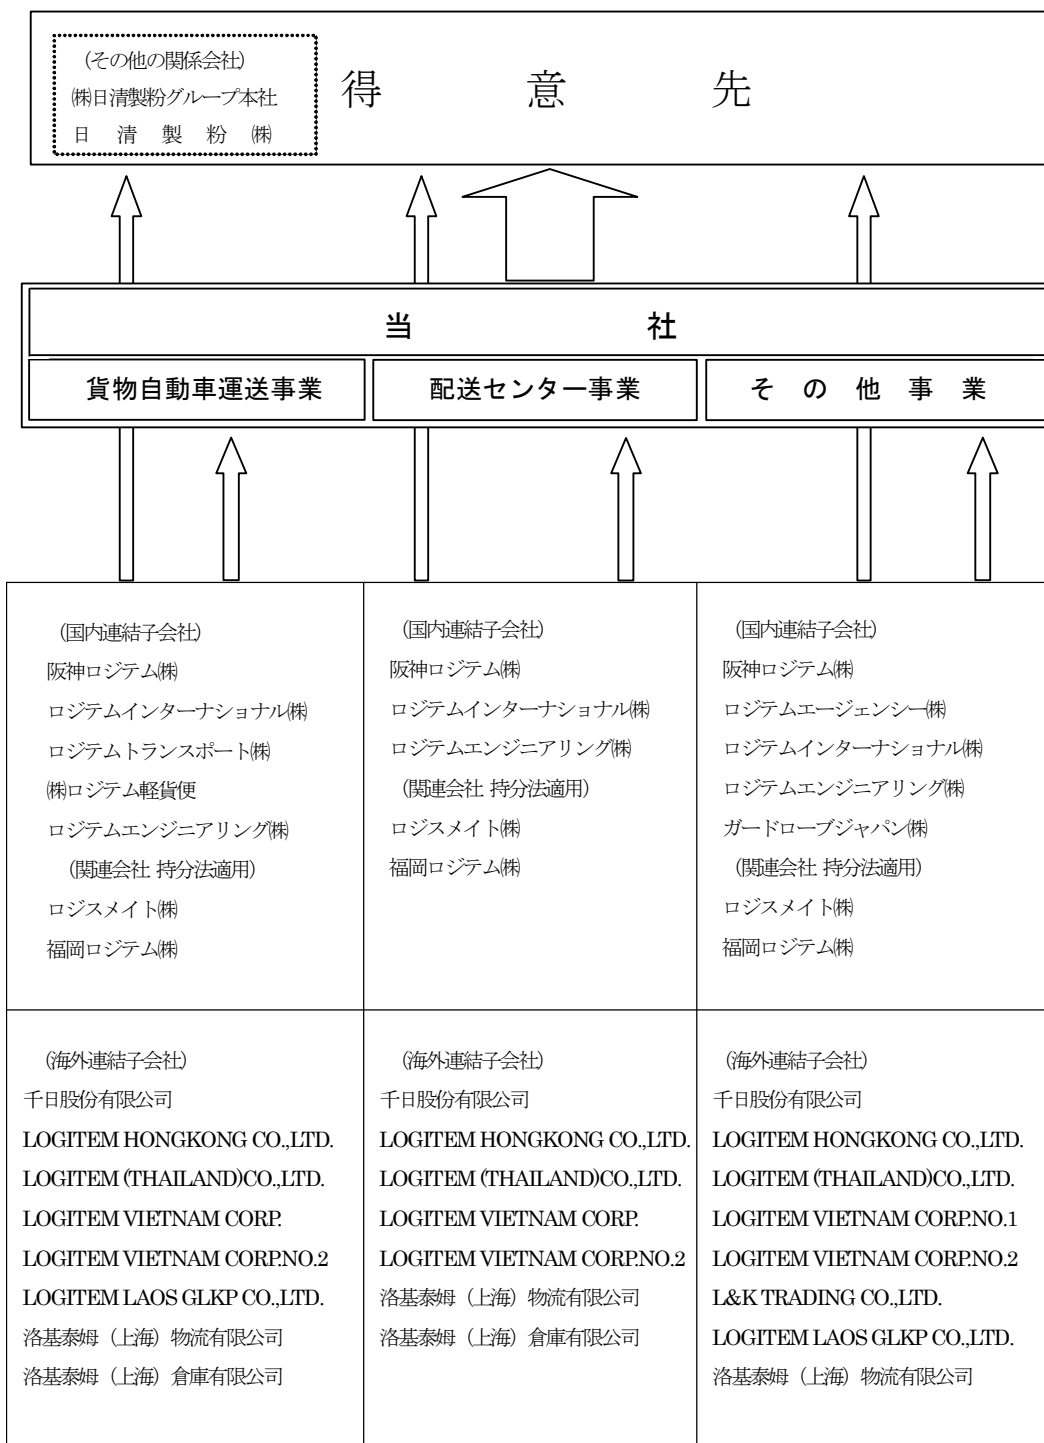 (その他の関係会社)
㈱日清製粉グループ本社
日清製粉㈱
得意先
当社
貨物自動車運送事業
配送センター事業
その他事業
(国内連結子会社)
阪神ロジテム㈱
ロジテムインターナショナル㈱
ロジテムトランスポート㈱
㈱ロジテム軽貨便
ロジテムエンジニアリング㈱
(関連会社 持分法適用)
ロジスメイト㈱
福岡ロジテム㈱
(国内連結子会社)
阪神ロジテム㈱
ロジテムインターナショナル㈱
ロジテムエンジニアリング㈱
(関連会社 持分法適用)
ロジスメイト㈱
福岡ロジテム㈱
(国内連結子会社)
阪神ロジテム㈱
ロジテムエージェンシー㈱
ロジテムインターナショナル㈱
ロジテムエンジニアリング㈱
ガードローブジャパン㈱
(関連会社 持分法適用)
ロジスメイト㈱
福岡ロジテム㈱
(海外連結子会社)
千日股份有限公司
LOGITEM HONGKONG CO.,LTD.
LOGITEM (THAILAND)CO.,LTD.
LOGITEM VIETNAM CORP.
LOGITEM VIETNAM CORP.NO.2
LOGITEM LAOS GLKP CO.,LTD.
洛基泰姆（上海）物流有限公司
洛基泰姆（上海）倉庫有限公司
(海外連結子会社)
千日股份有限公司
LOGITEM HONGKONG CO.,LTD.
LOGITEM (THAILAND)CO.,LTD.
LOGITEM VIETNAM CORP.
LOGITEM VIETNAM CORP.NO.2
洛基泰姆（上海）物流有限公司
洛基泰姆（上海）倉庫有限公司
(海外連結子会社)
千日股份有限公司
LOGITEM HONGKONG CO.,LTD.
LOGITEM (THAILAND)CO.,LTD.
LOGITEM VIETNAM CORP.NO.1
LOGITEM VIETNAM CORP.NO.2
L&K TRADING CO.,LTD.
LOGITEM LAOS GLKP CO.,LTD.
洛基泰姆（上海）物流有限公司